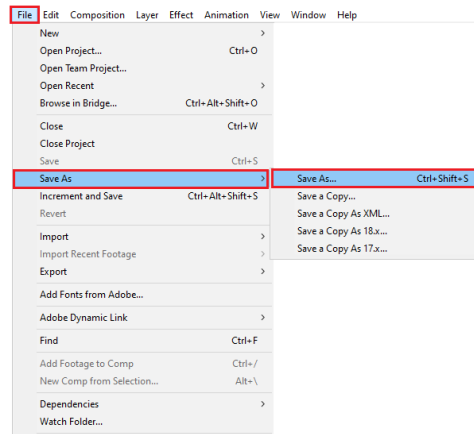 File Edit Composition Layer Effect Animation View Window Help
New >
Open Project... Ctrl+O
Open Team Project...
Open Recent >
Browse in Bridge... Ctrl+Alt+Shift+O
Close Ctrl+W
Close Project
Save Ctrl+S
Save As > Save As... Ctrl+Shift+S
Increment and Save Ctrl+Alt+Shift+S Save a Copy...
Revert Save a Copy As XML...
Save a Copy As 18.x...
Import > Save a Copy As 17.x...
Import Recent Footage >
Export >
Add Fonts from Adobe...
Adobe Dynamic Link >
Find Ctrl+F
Add Footage to Comp Ctrl+/
New Comp from Selection... Alt+\
Dependencies >
Watch Folder...